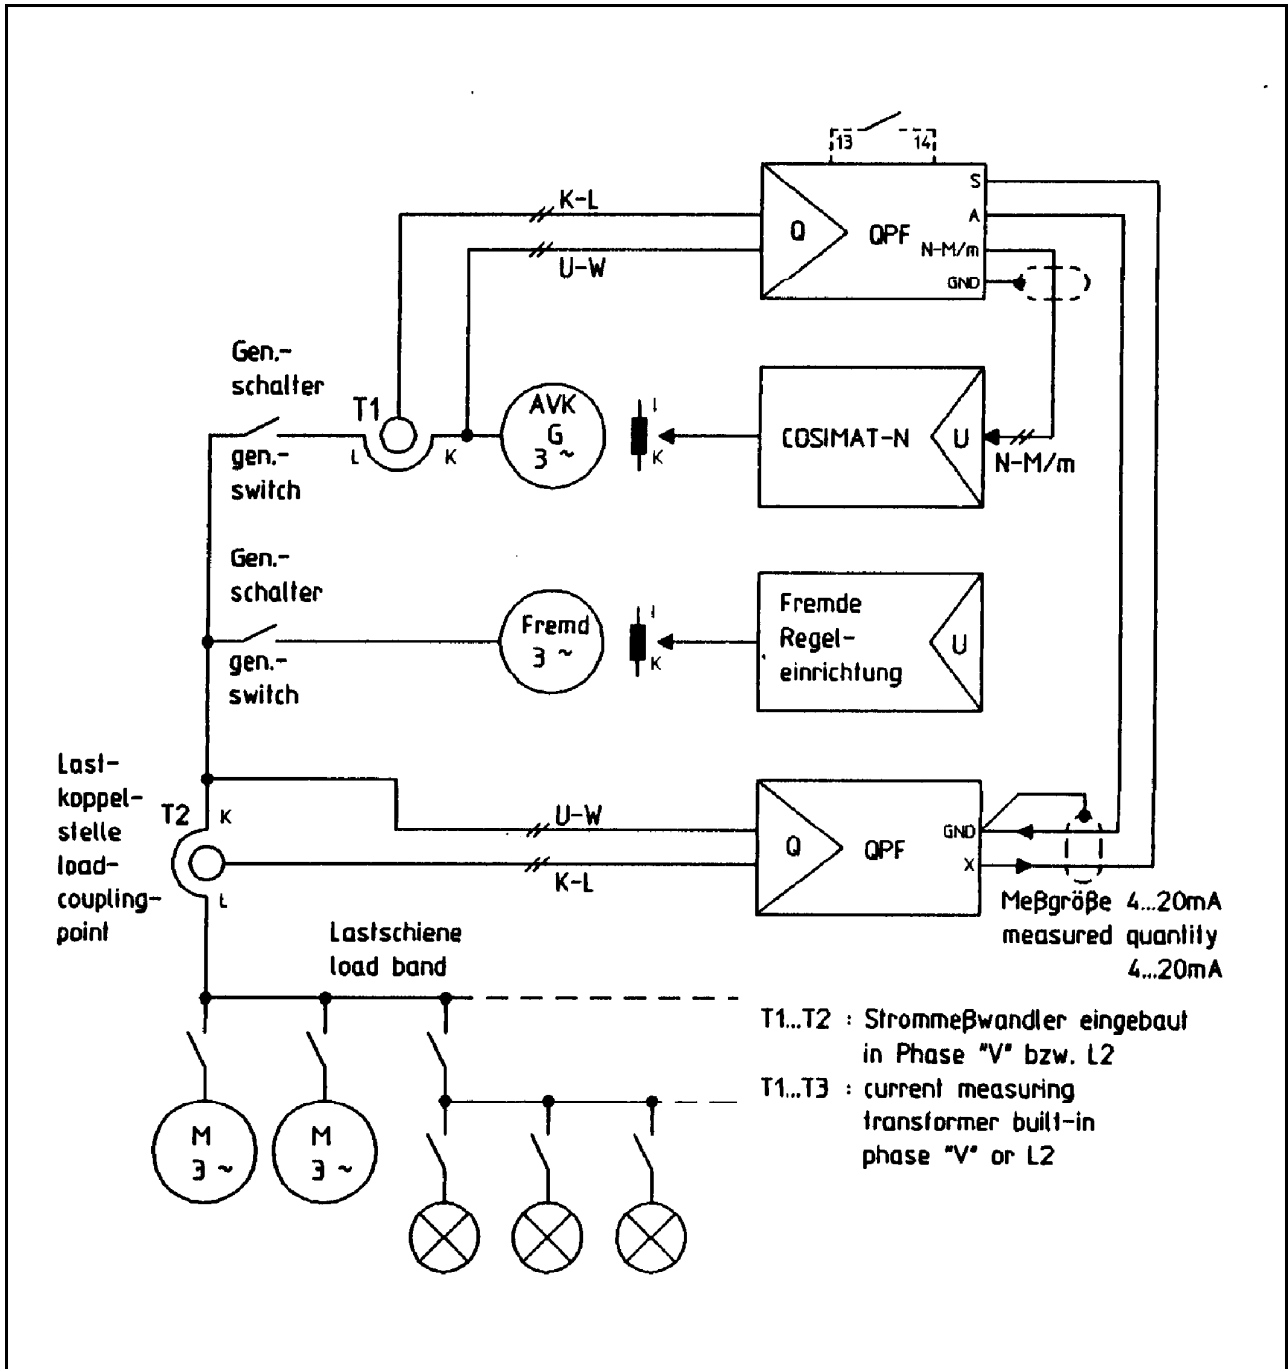 13 14
S
K-L
A
Q QPF
N-M/m
U-W
GND
Gen.-
schalter
T1
AVK
G
3 ~
I
K
L
K
gen.-
switch
COSIMAT-N
U
N-M/m
Gen.-
schalter
Fremd
3 ~
I
K
gen.-
switch
Fremde
Regel-
einrichtung
U
Last-
koppel-
stelle
load-
coupling-
point
T2
K
L
U-W
K-L
Q QPF
GND
X
Meßgröße 4...20mA
measured quantity
4...20mA
Lastschiene
load band
T1...T2 : Strommeßwandler eingebaut
in Phase "V" bzw. L2
T1...T3 : current measuring
transformer built-in
phase "V" or L2
M
3 ~
M
3 ~